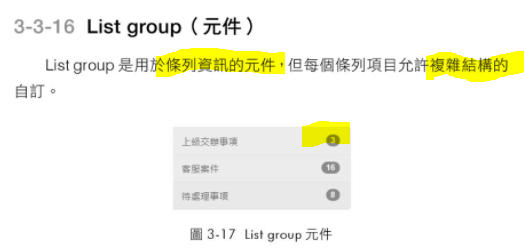 3-3-16 List group（元件）
List group 是用於條列資訊的元件，但每個條列項目允許複雜結構的
自訂。
上級交辦事項 3
客服案件 16
待處理事項 8
圖 3-17 List group 元件